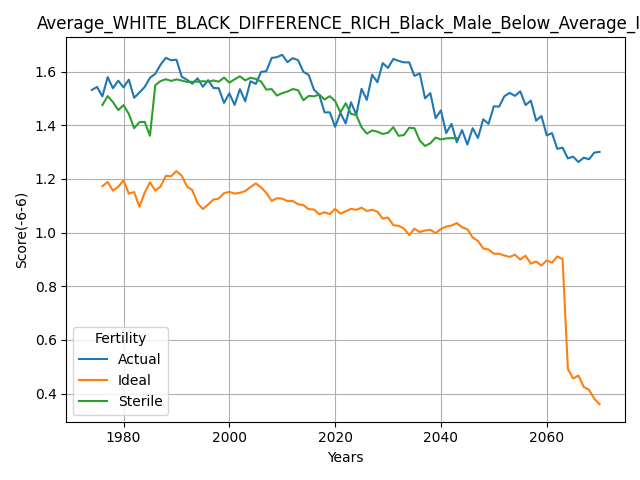 Average_WHITE_BLACK_DIFFERENCE_RICH_Black_Male_Below_Average_I
Score(-6-6)
1.6
1.4
1.2
1.0
0.8
0.6
0.4
Fertility
Actual
Ideal
Sterile
1980 2000 2020 2040 2060
Years